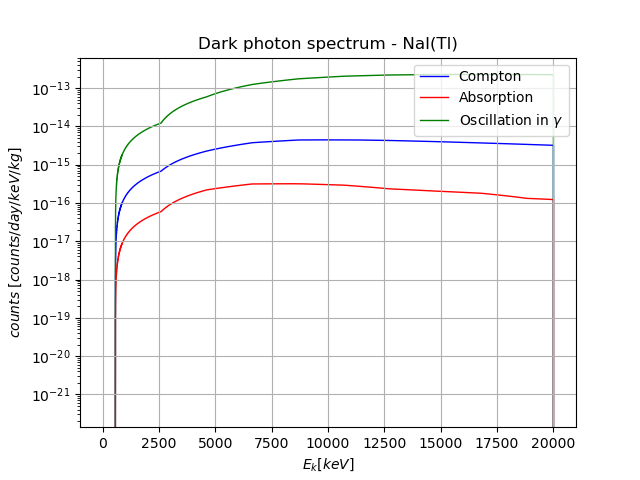 Dark photon spectrum - NaI(Tl)
Compton
Absorption
Oscillation in γ
counts [counts/day/keV/kg]
10⁻¹³
10⁻¹⁴
10⁻¹⁵
10⁻¹⁶
10⁻¹⁷
10⁻¹⁸
10⁻¹⁹
10⁻²⁰
10⁻²¹
0 2500 5000 7500 10000 12500 15000 17500 20000
Eₖ[keV]